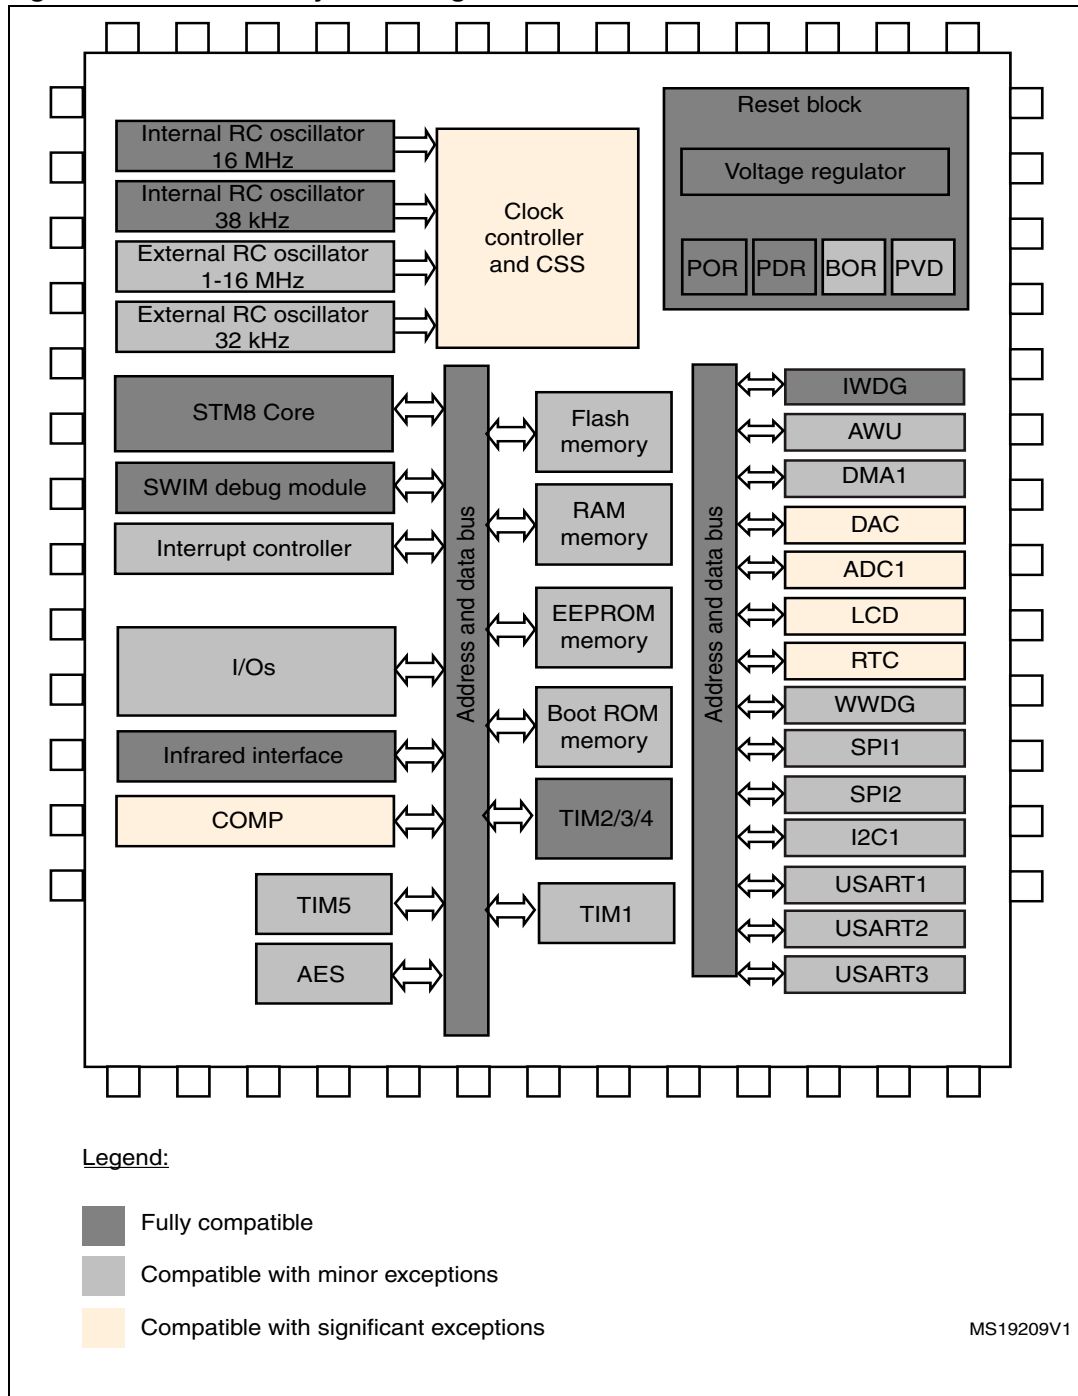 Internal RC oscillator
16 MHz
Internal RC oscillator
38 kHz
External RC oscillator
1-16 MHz
External RC oscillator
32 kHz
Clock
controller
and CSS
Reset block
Voltage regulator
POR
PDR
BOR
PVD
STM8 Core
SWIM debug module
Interrupt controller
I/Os
Infrared interface
COMP
TIM5
AES
Address and data bus
Flash
memory
RAM
memory
EEPROM
memory
Boot ROM
memory
TIM2/3/4
TIM1
Address and data bus
IWDG
AWU
DMA1
DAC
ADC1
LCD
RTC
WWDG
SPI1
SPI2
I2C1
USART1
USART2
USART3
Legend:
Fully compatible
Compatible with minor exceptions
Compatible with significant exceptions
MS19209V1